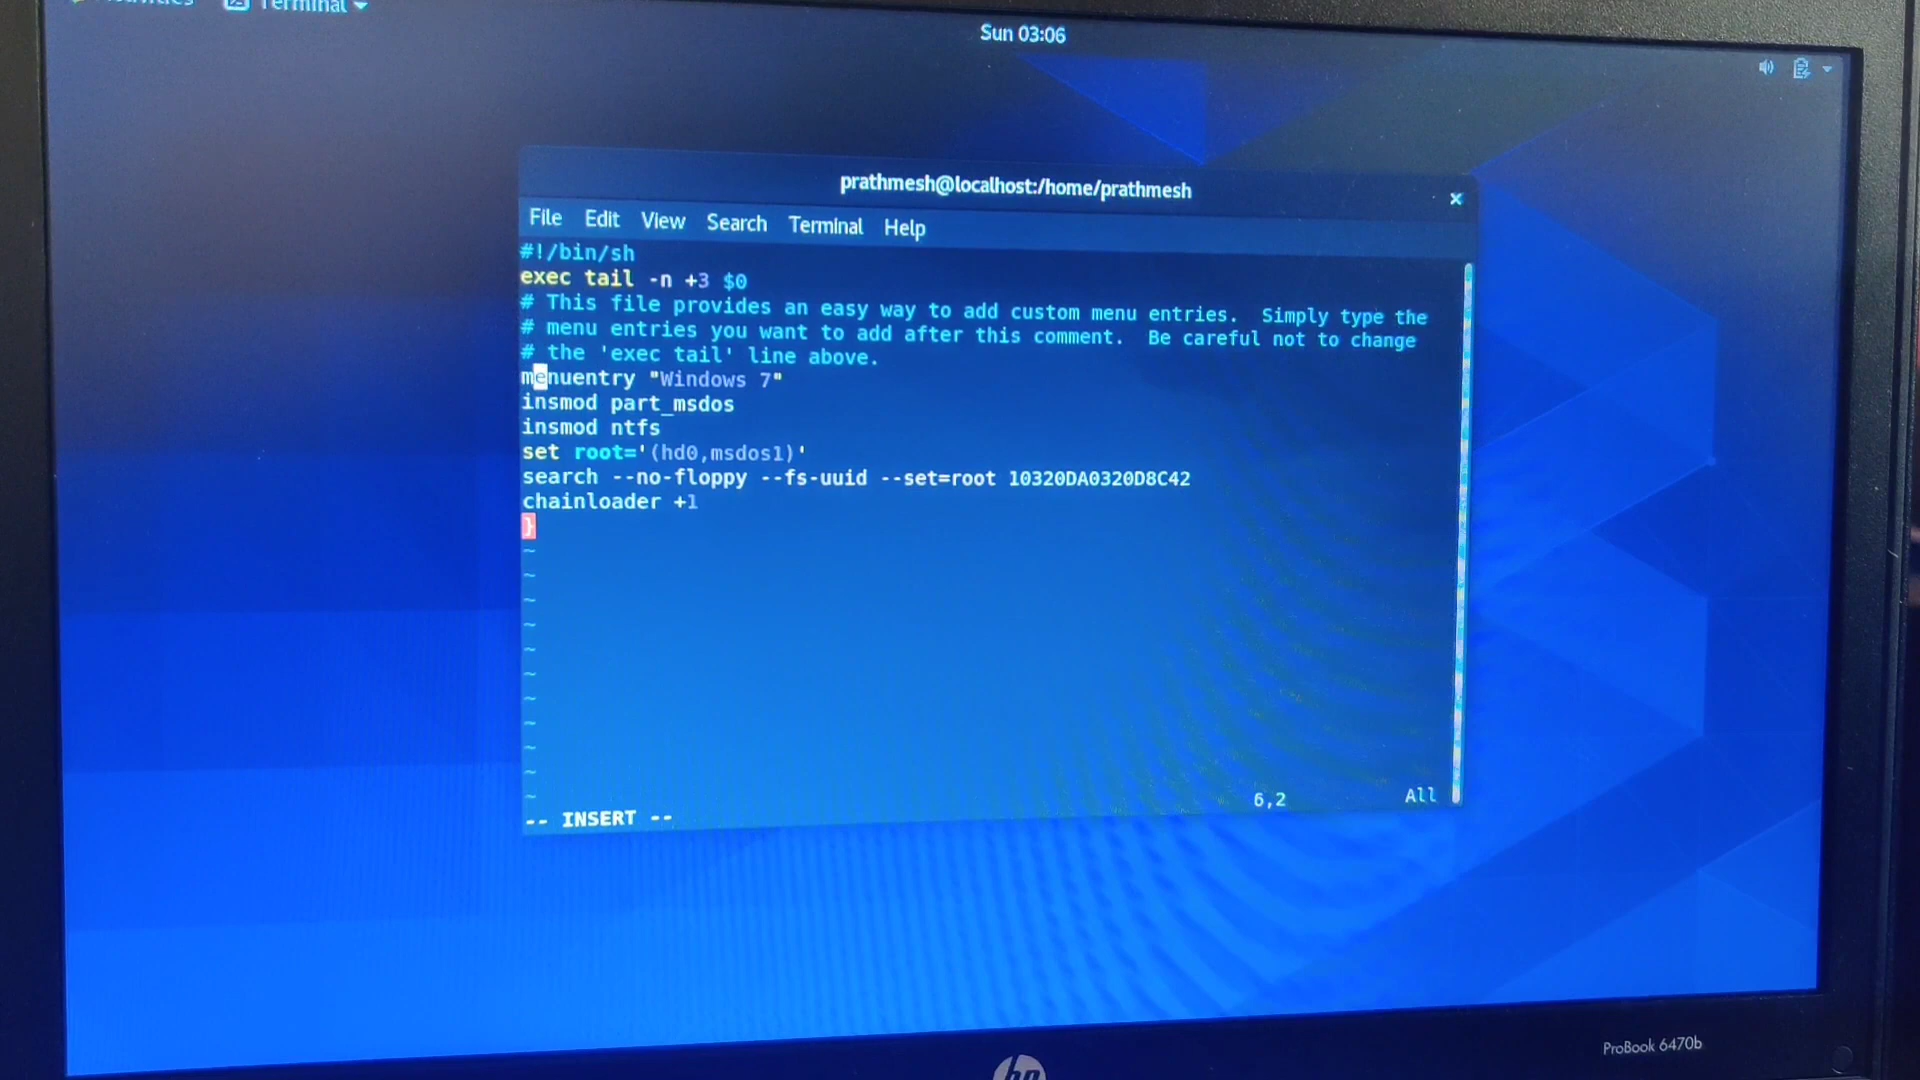 Terminal
Sun 03:06
prathmesh@localhost:/home/prathmesh
File Edit View Search Terminal Help
#!/bin/sh
exec tail -n +3 $0
# This file provides an easy way to add custom menu entries. Simply type the
# menu entries you want to add after this comment. Be careful not to change
# the 'exec tail' line above.
menuentry "Windows 7"
insmod part_msdos
insmod ntfs
set root='(hd0,msdos1)'
search --no-floppy --fs-uuid --set=root 10320DA0320D8C42
chainloader +1
}
~
~
~
~
~
~
~
~
~
~
~
-- INSERT --
6,2
All
ProBook 6470b
hp